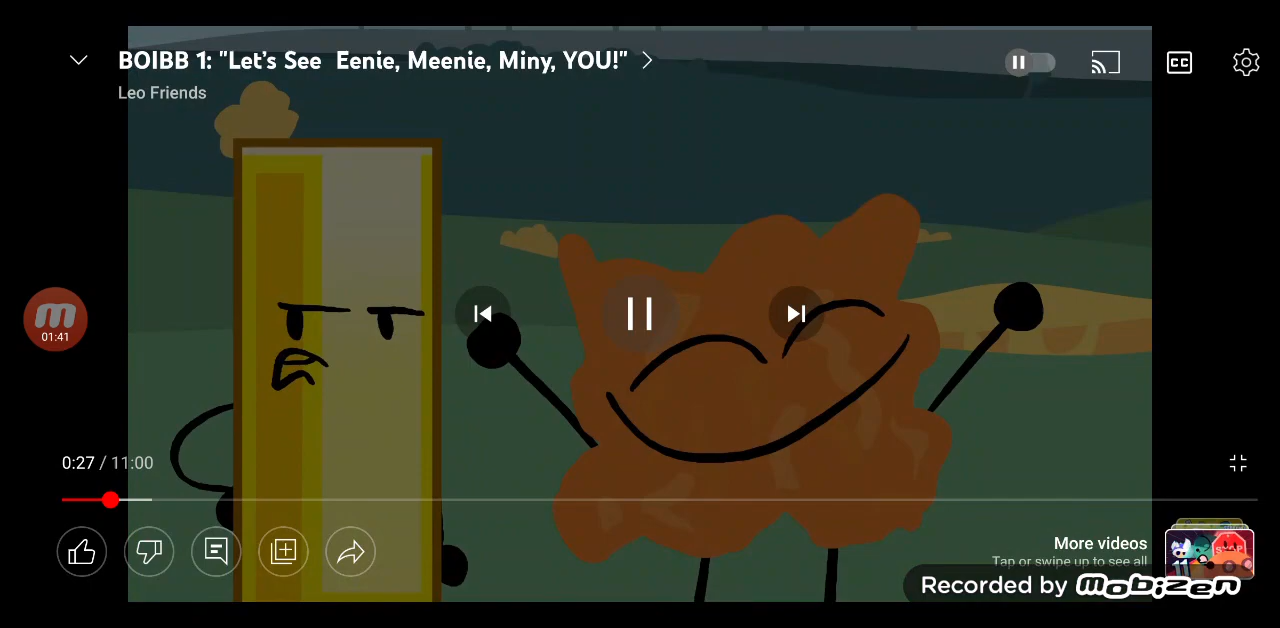 BOIBB 1: "Let's See  Eenie, Meenie, Miny, YOU!"
Leo Friends
CC
01:41
0:27 / 11:00
More videos
Tap or swipe up to see all
Recorded by mobizen